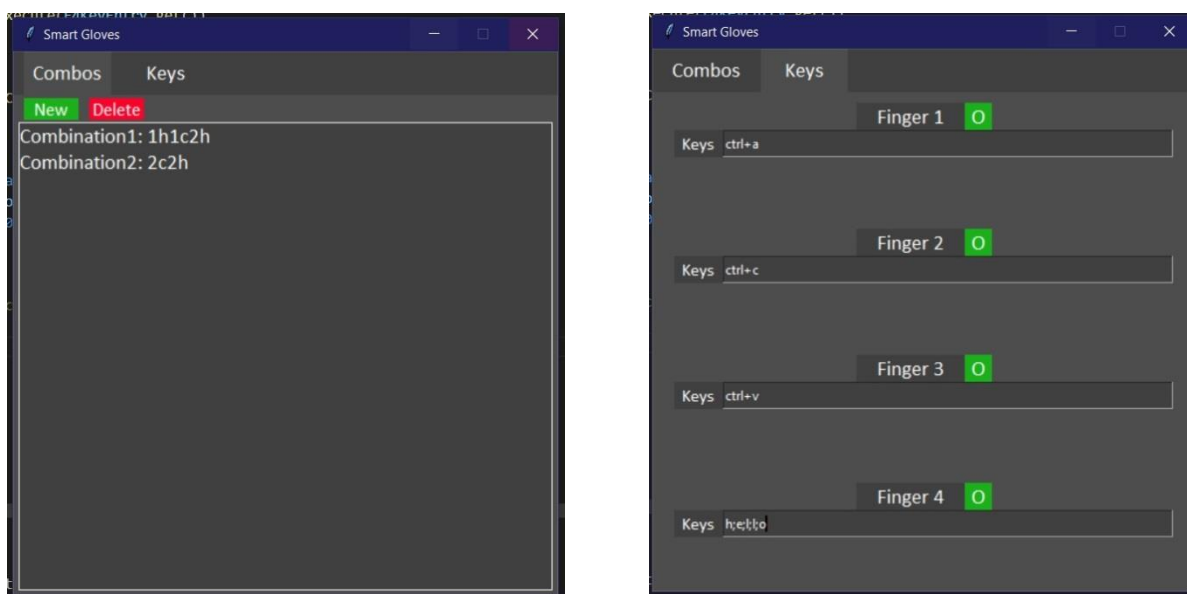 Smart Gloves
Combos Keys
New Delete
Combination1: 1h1c2h
Combination2: 2c2h
Smart Gloves
Combos Keys
Finger 1 O
Keys ctrl+a
Finger 2 O
Keys ctrl+c
Finger 3 O
Keys ctrl+v
Finger 4 O
Keys h;e;l;l;o